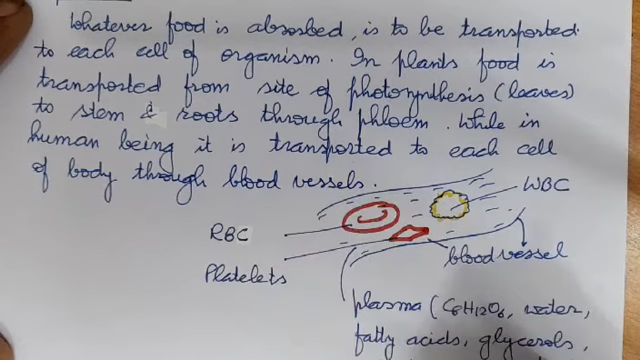 Whatever food is absorbed, is to be transported
to each cell of organism. In plants food is
transported from site of photosynthesis (leaves)
to stem & roots through phloem. While in
human being it is transported to each cell
of body through blood vessels.
WBC
RBC
blood vessel
Platelets
plasma (C6H12O6, water,
fatty acids, glycerols,